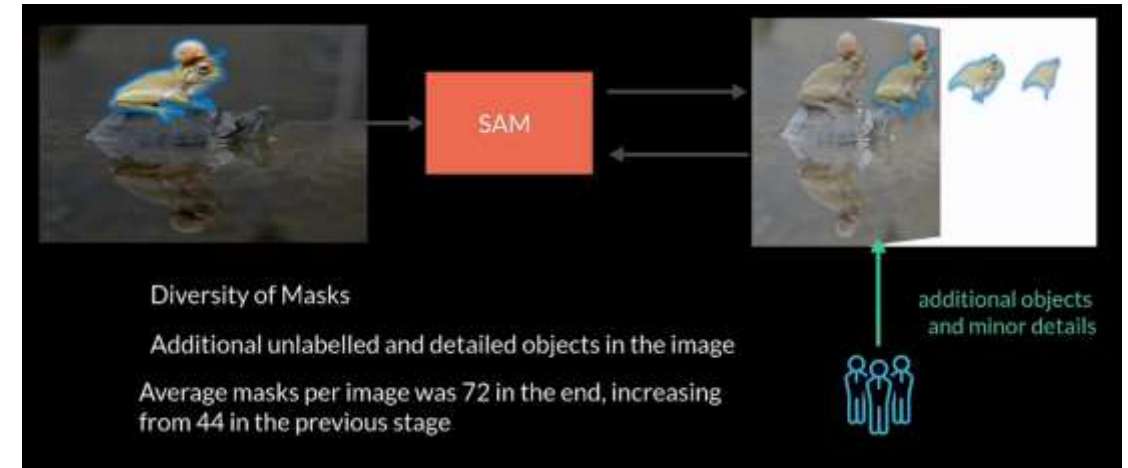 SAM
Diversity of Masks
Additional unlabelled and detailed objects in the image
Average masks per image was 72 in the end, increasing
from 44 in the previous stage
additional objects
and minor details